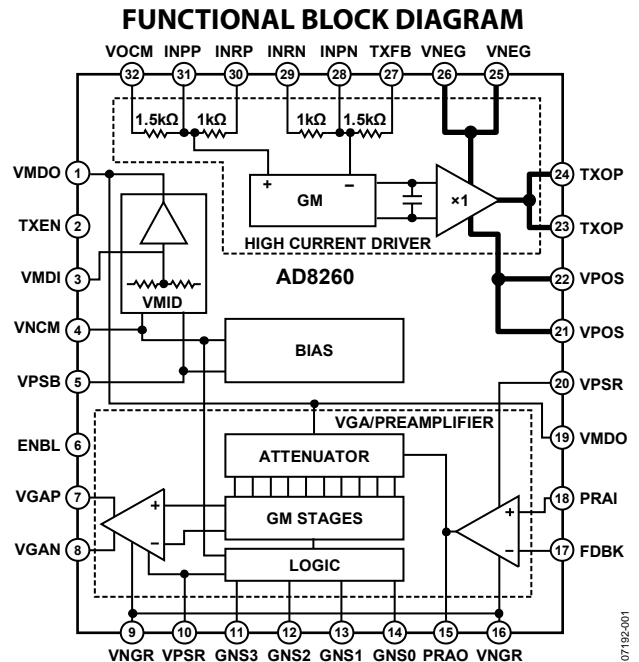 FUNCTIONAL BLOCK DIAGRAM
VOCM INPP INRP INRN INPN TXFB VNEG VNEG
32 31 30 29 28 27 26 25
1.5kΩ 1kΩ 1kΩ 1.5kΩ
VMDO 1
TXEN 2
VMDI 3
VNCM 4
VPSB 5
ENBL 6
VGAP 7
VGAN 8
+ −
GM
×1
HIGH CURRENT DRIVER
AD8260
VMID
BIAS
VGA/PREAMPLIFIER
ATTENUATOR
+
−
GM STAGES
LOGIC
+
−
24 TXOP
23 TXOP
22 VPOS
21 VPOS
20 VPSR
19 VMDO
18 PRAI
17 FDBK
9 10 11 12 13 14 15 16
VNGR VPSR GNS3 GNS2 GNS1 GNS0 PRAO VNGR
07192-001